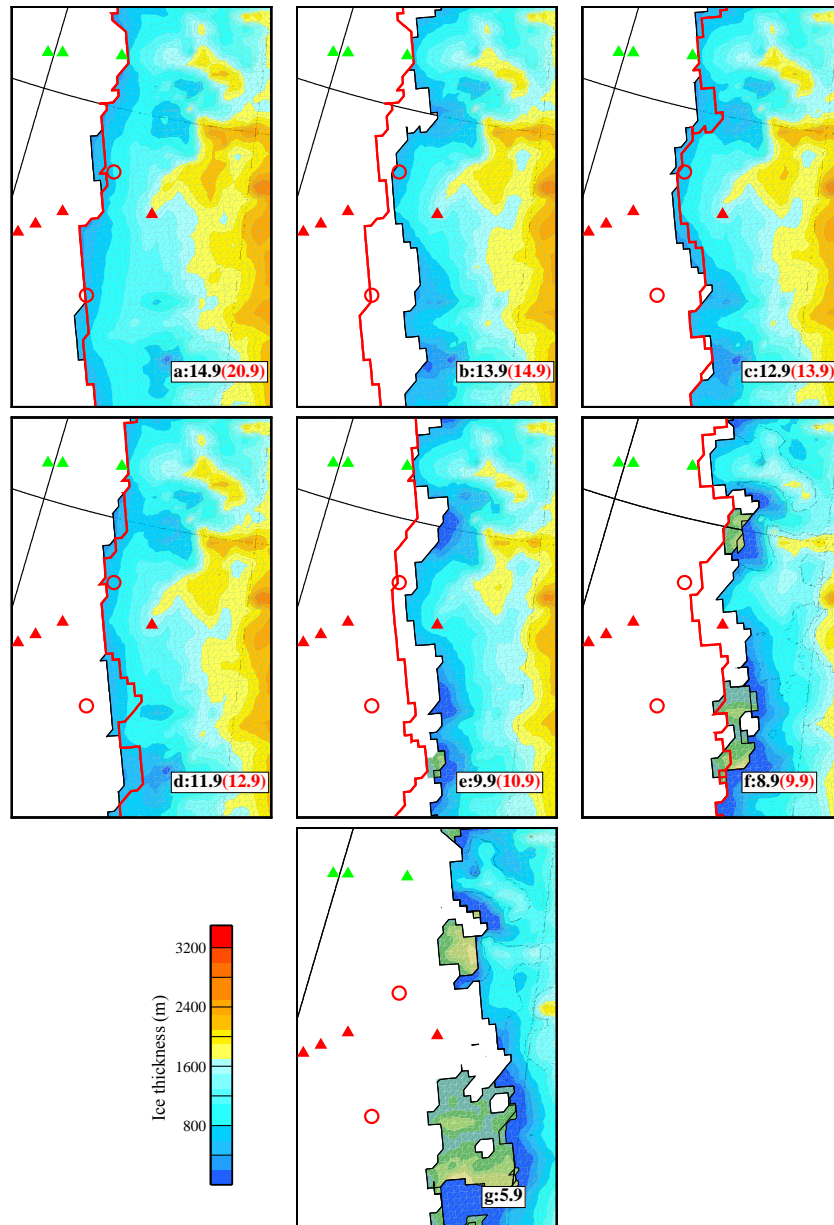 a:14.9(20.9)
b:13.9(14.9)
c:12.9(13.9)
d:11.9(12.9)
e:9.9(10.9)
f:8.9(9.9)
3200
2400
1600
800
Ice thickness (m)
g:5.9